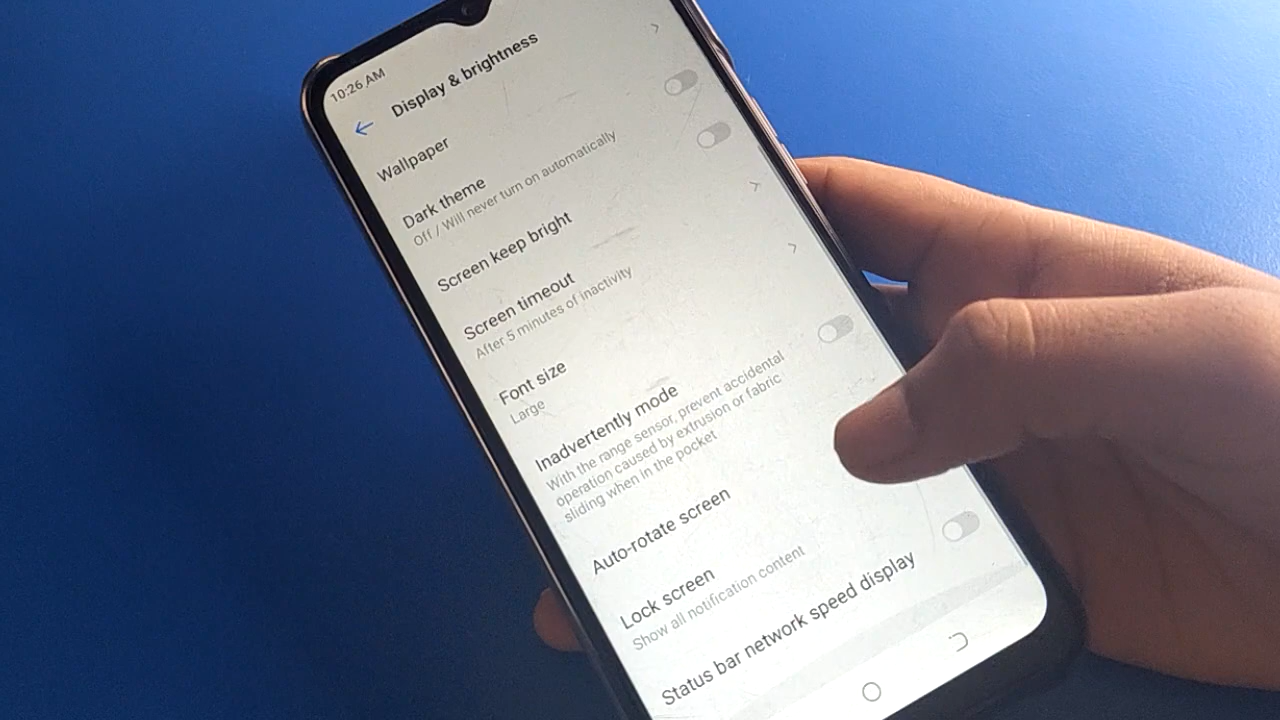 10:26 AM
Display & brightness
Wallpaper
Dark theme
Off / Will never turn on automatically
Screen keep bright
Screen timeout
After 5 minutes of inactivity
Font size
Large
Inadvertently mode
With the range sensor, prevent accidental
operation caused by extrusion or fabric
sliding when in the pocket
Auto-rotate screen
Lock screen
Show all notification content
Status bar network speed display